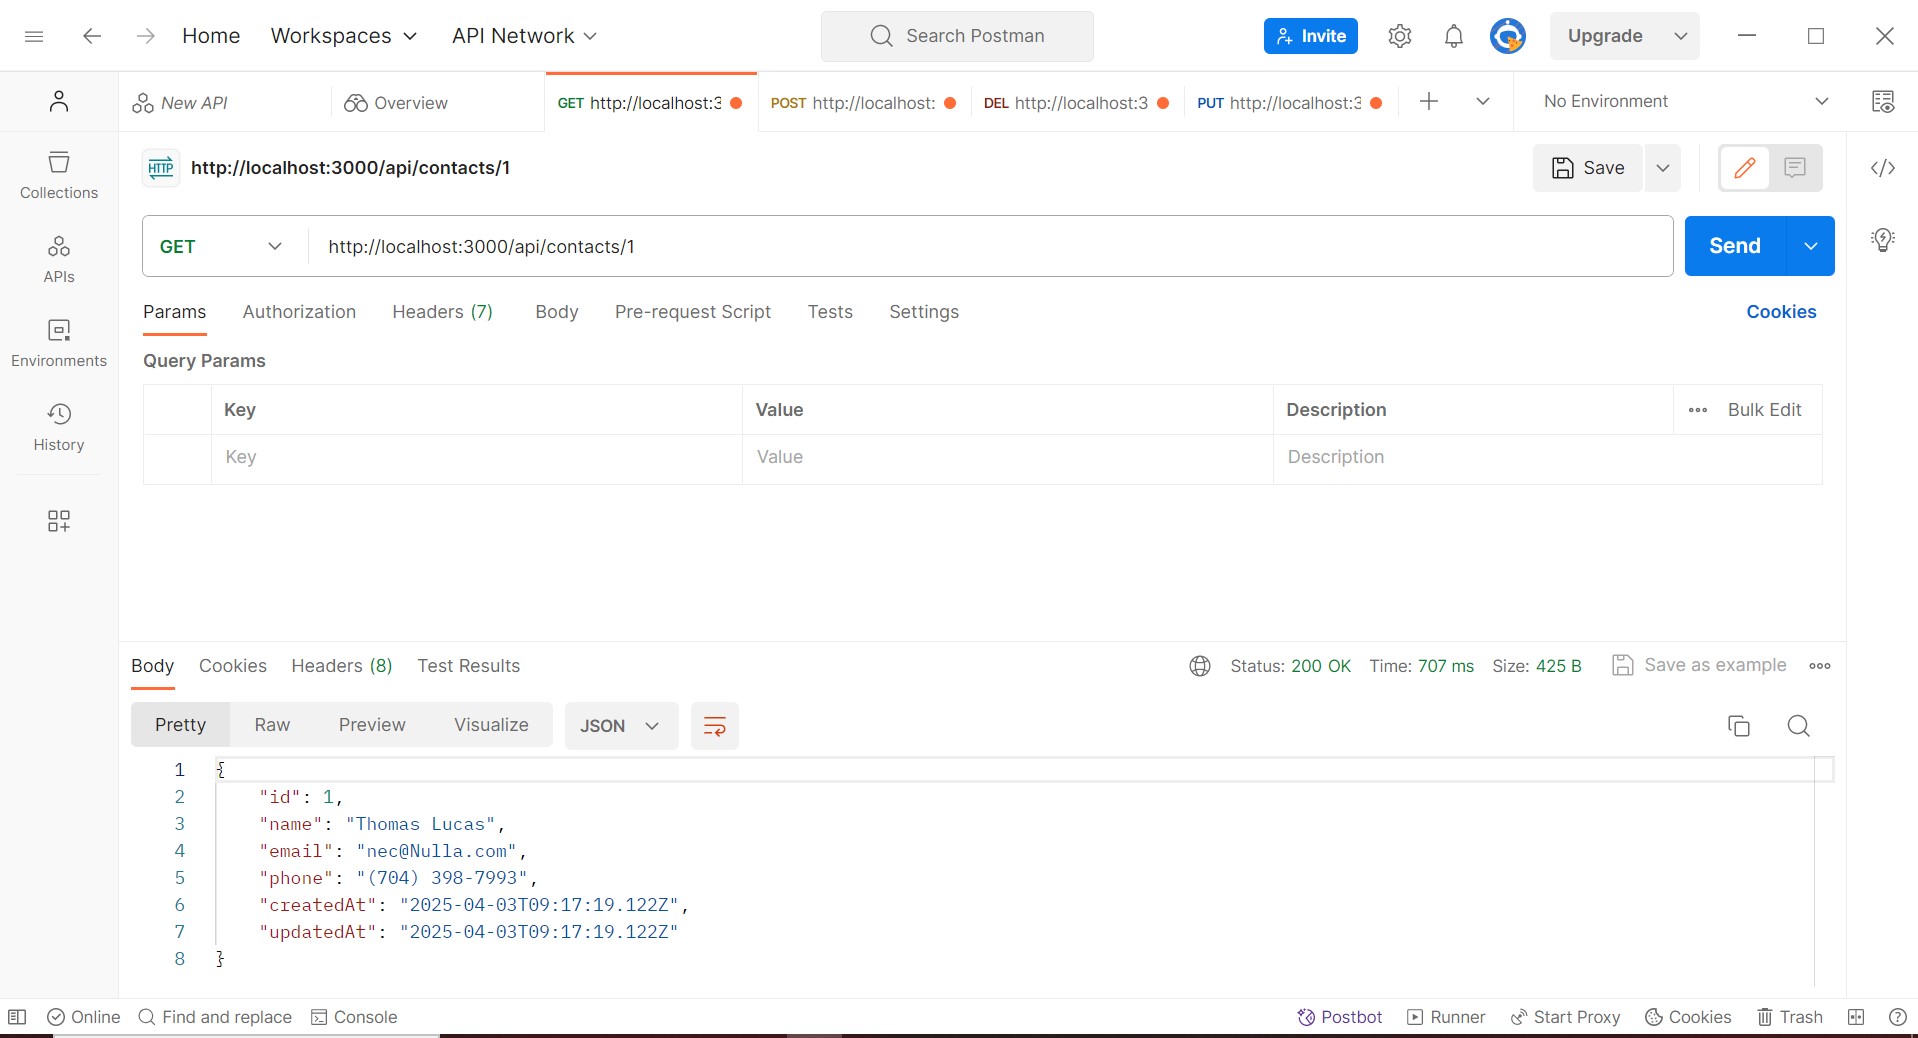 Home Workspaces API Network Search Postman Invite Upgrade
New API Overview GET http://localhost:3 POST http://localhost: DEL http://localhost:3 PUT http://localhost:3 No Environment
HTTP http://localhost:3000/api/contacts/1 Save
Collections
GET http://localhost:3000/api/contacts/1 Send
APIs
Params Authorization Headers (7) Body Pre-request Script Tests Settings Cookies
Environments
Query Params
Key Value Description Bulk Edit
History
Key Value Description
Body Cookies Headers (8) Test Results Status: 200 OK Time: 707 ms Size: 425 B Save as example
Pretty Raw Preview Visualize JSON
1 {
2 "id": 1,
3 "name": "Thomas Lucas",
4 "email": "nec@Nulla.com",
5 "phone": "(704) 398-7993",
6 "createdAt": "2025-04-03T09:17:19.122Z",
7 "updatedAt": "2025-04-03T09:17:19.122Z"
8 }
Online Find and replace Console Postbot Runner Start Proxy Cookies Trash